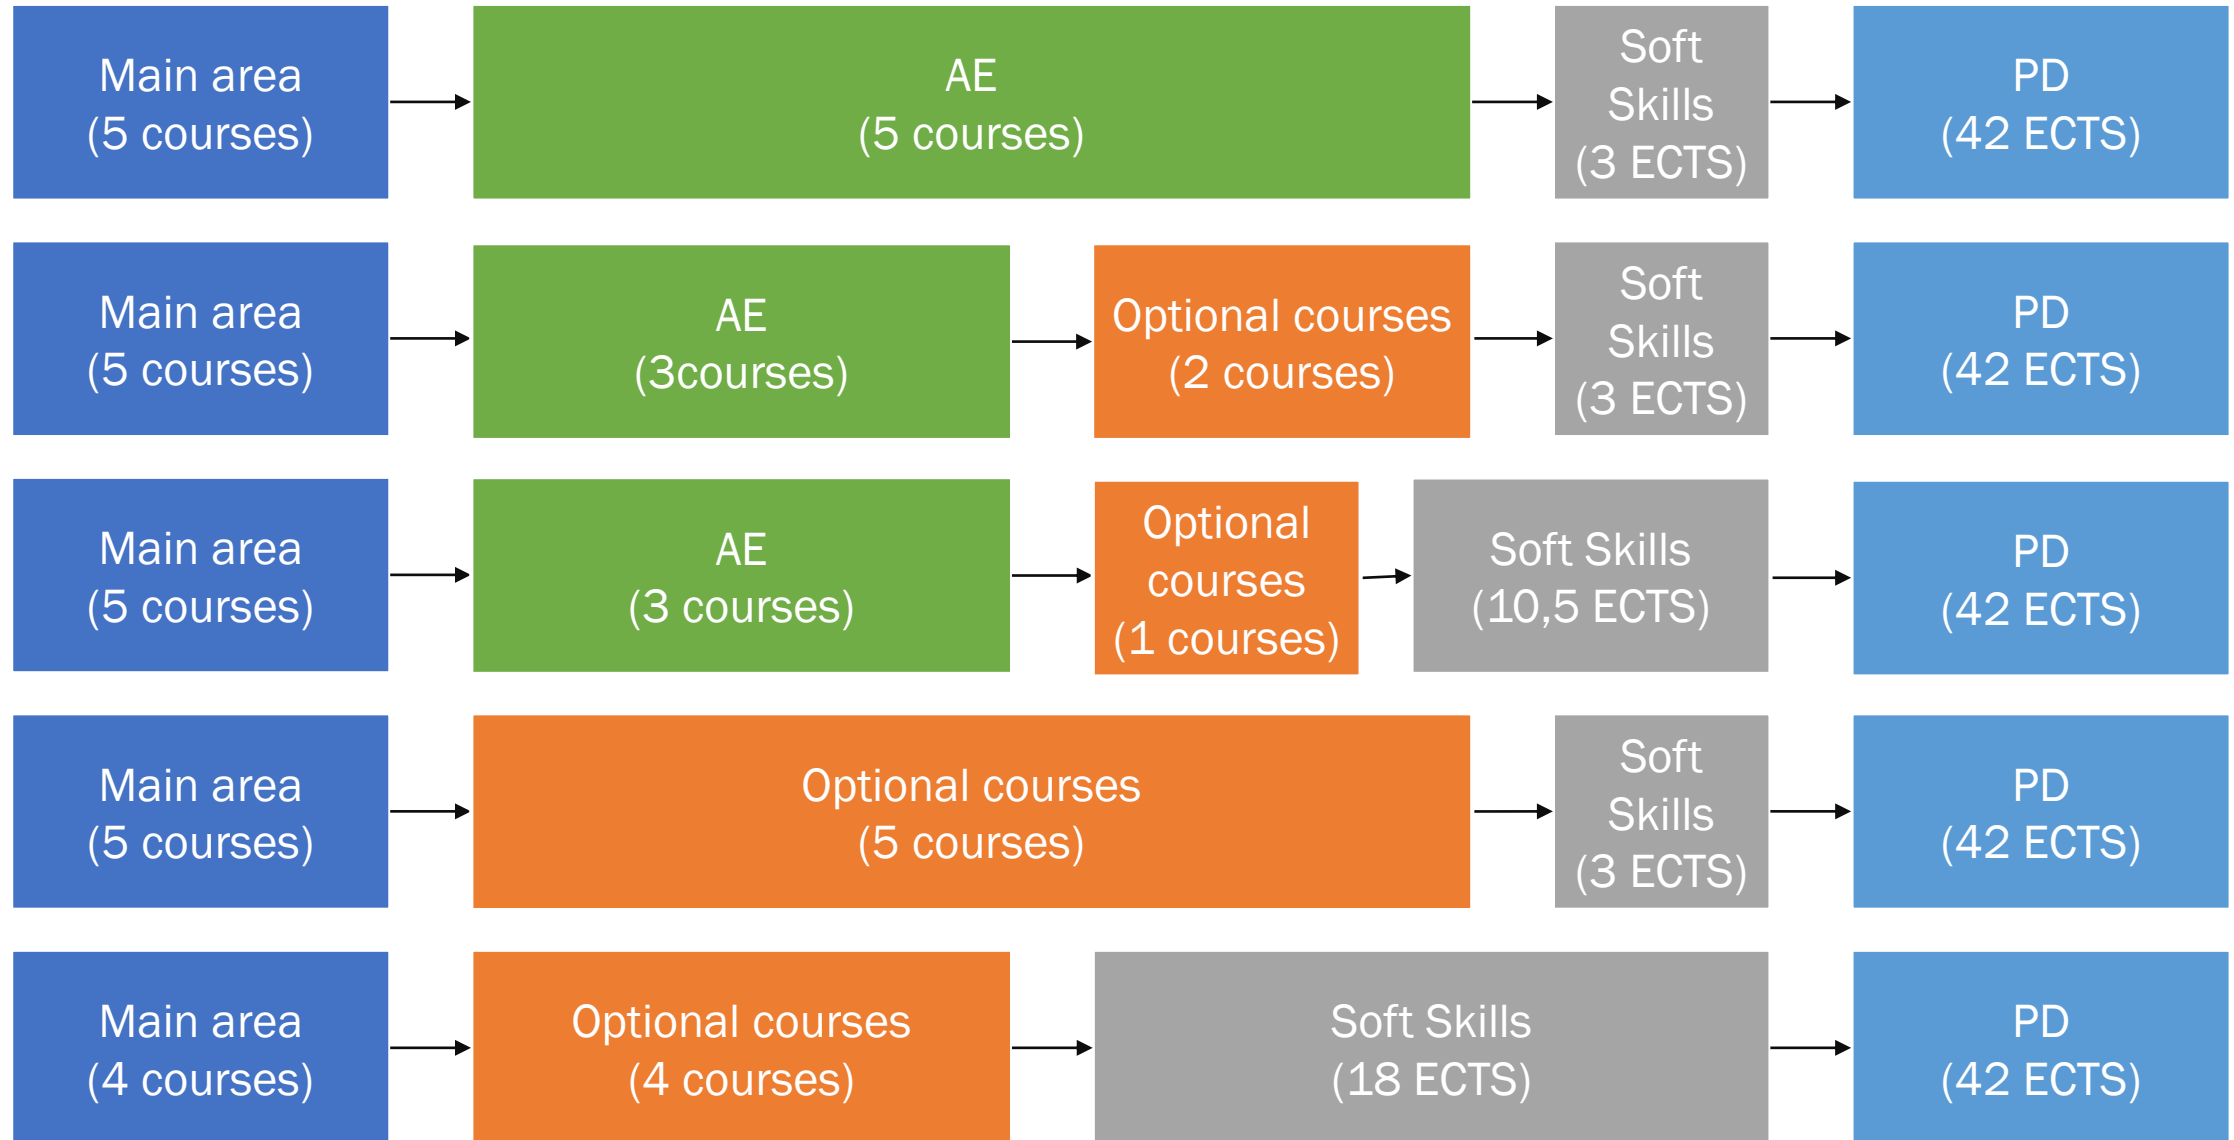 Main area
(5 courses)
AE
(5 courses)
Soft
Skills
(3 ECTS)
PD
(42 ECTS)
Main area
(5 courses)
AE
(3courses)
Optional courses
(2 courses)
Soft
Skills
(3 ECTS)
PD
(42 ECTS)
Main area
(5 courses)
AE
(3 courses)
Optional
courses
(1 courses)
Soft Skills
(10,5 ECTS)
PD
(42 ECTS)
Main area
(5 courses)
Optional courses
(5 courses)
Soft
Skills
(3 ECTS)
PD
(42 ECTS)
Main area
(4 courses)
Optional courses
(4 courses)
Soft Skills
(18 ECTS)
PD
(42 ECTS)